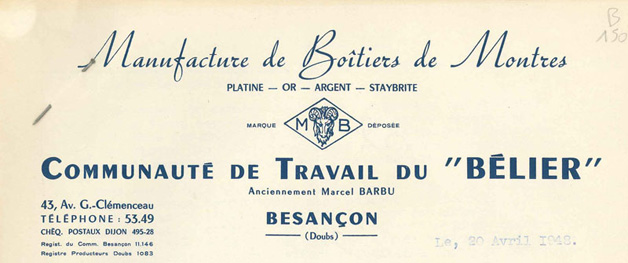 B
150
Manufacture de Boîtiers de Montres
PLATINE — OR — ARGENT — STAYBRITE
MARQUE M B DÉPOSÉE
COMMUNAUTÉ DE TRAVAIL DU "BÉLIER"
Anciennement Marcel BARBU
43, Av. G.-Clémenceau
TÉLÉPHONE : 53.49
CHÈQ. POSTAUX DIJON 495-28
Regist. du Comm. Besançon 11.146
Registre Producteurs Doubs 1083
BESANÇON
(Doubs)
Le, 20 Avril 1948.